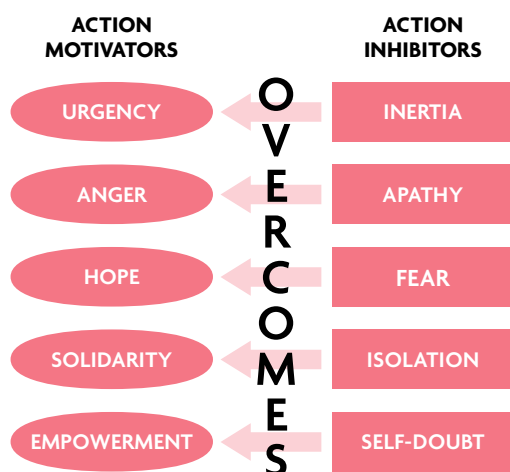 ACTION
MOTIVATORS
ACTION
INHIBITORS
OVERCOMES
URGENCY
INERTIA
ANGER
APATHY
HOPE
FEAR
SOLIDARITY
ISOLATION
EMPOWERMENT
SELF-DOUBT